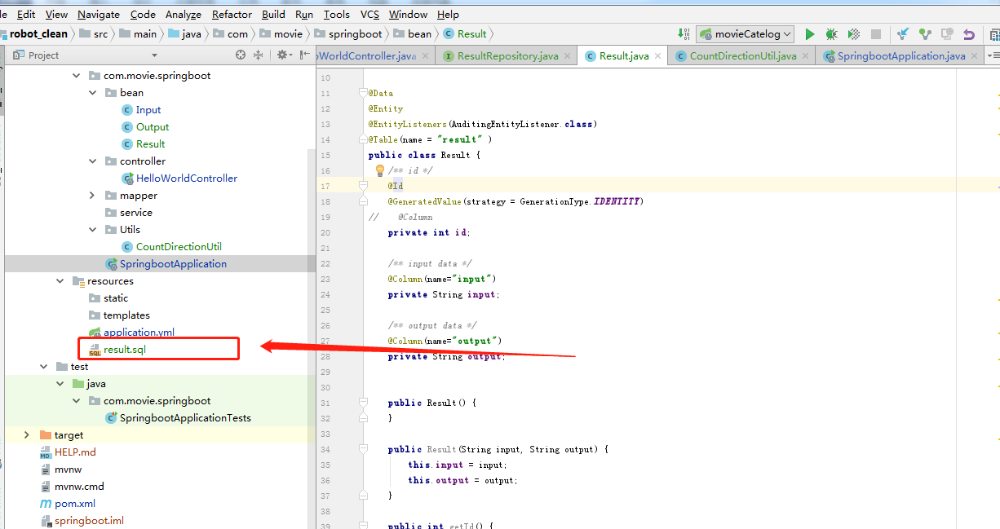 le Edit View Navigate Code Analyze Refactor Build Run Tools VCS Window Help
robot_clean src main java com movie springboot bean Result movieCatelog
Project
oWorldController.java ResultRepository.java Result.java CountDirectionUtil.java SpringbootApplication.java
com.movie.springboot
bean
Input
Output
Result
controller
HelloWorldController
mapper
service
Utils
CountDirectionUtil
SpringbootApplication
resources
static
templates
application.yml
result.sql
test
java
com.movie.springboot
SpringbootApplicationTests
target
HELP.md
mvnw
mvnw.cmd
pom.xml
springboot.iml
10
11 @Data
12 @Entity
13 @EntityListeners(AuditingEntityListener.class)
14 @Table(name = "result" )
15 public class Result {
16 /** id */
17 @Id
18 @GeneratedValue(strategy = GenerationType.IDENTITY)
19 // @Column
20 private int id;
21
22 /** input data */
23 @Column(name="input")
24 private String input;
25
26 /** output data */
27 @Column(name="output")
28 private String output;
29
30
31 public Result() {
32 }
33
34 public Result(String input, String output) {
35 this.input = input;
36 this.output = output;
37 }
38
39 public int getId() {